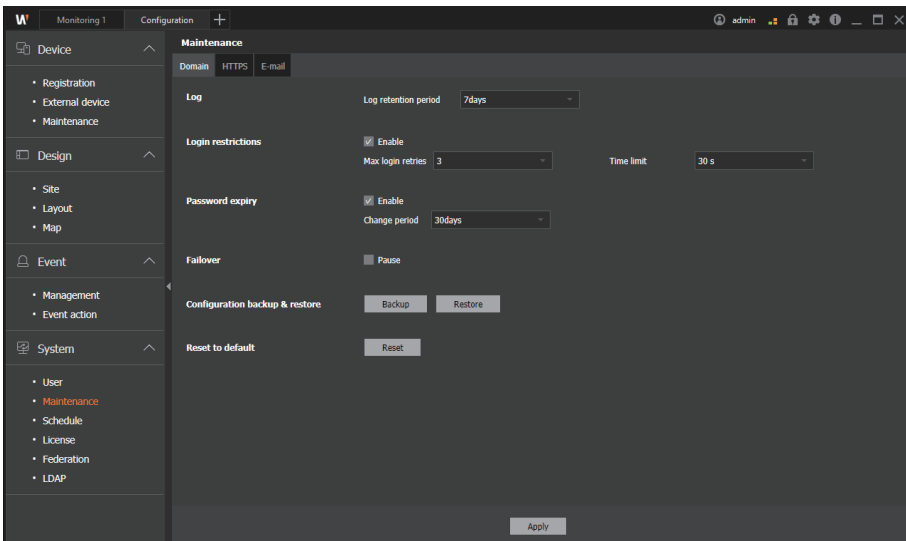 W Monitoring 1 Configuration + admin
Device
Registration
External device
Maintenance
Design
Site
Layout
Map
Event
Management
Event action
System
User
Maintenance
Schedule
License
Federation
LDAP
Maintenance
Domain HTTPS E-mail
Log Log retention period 7days
Login restrictions Enable
Max login retries 3 Time limit 30 s
Password expiry Enable
Change period 30days
Failover Pause
Configuration backup & restore Backup Restore
Reset to default Reset
Apply